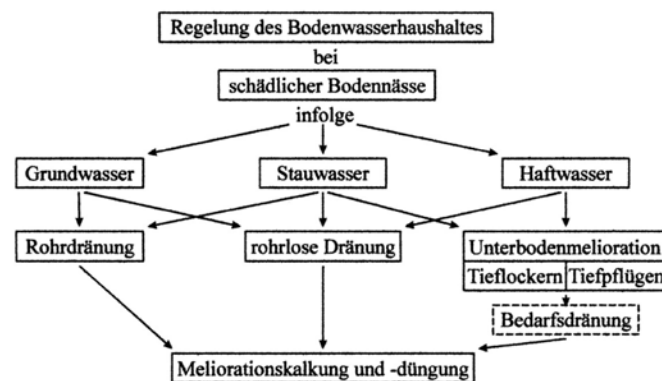 Regelung des Bodenwasserhaushaltes
bei
schädlicher Bodennässe
infolge
Grundwasser Stauwasser Haftwasser
Rohrdränung rohrlose Dränung Unterbodenmelioration
Tieflockern Tiefpflügen
Bedarfsdränung
Meliorationskalkung und -düngung